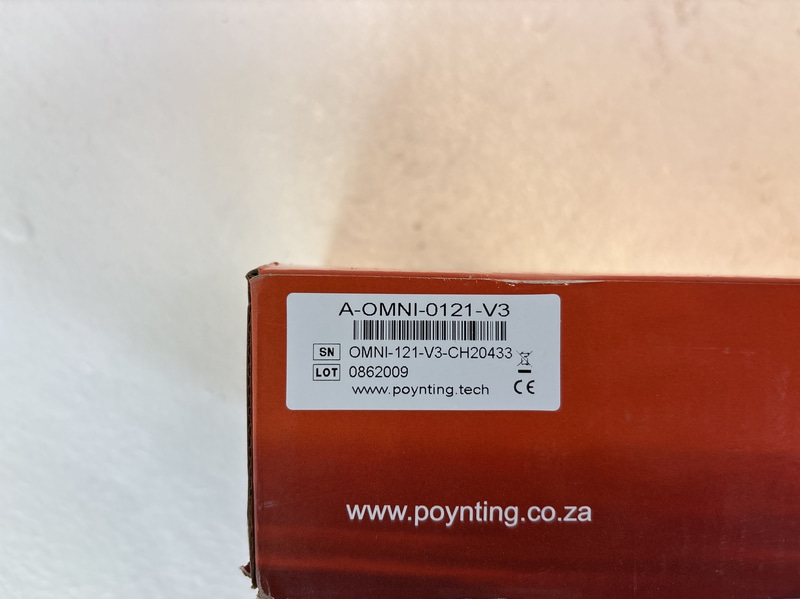 A-OMNI-0121-V3
SN OMNI-121-V3-CH20433
LOT 0862009
www.poynting.tech
CE
www.poynting.co.za